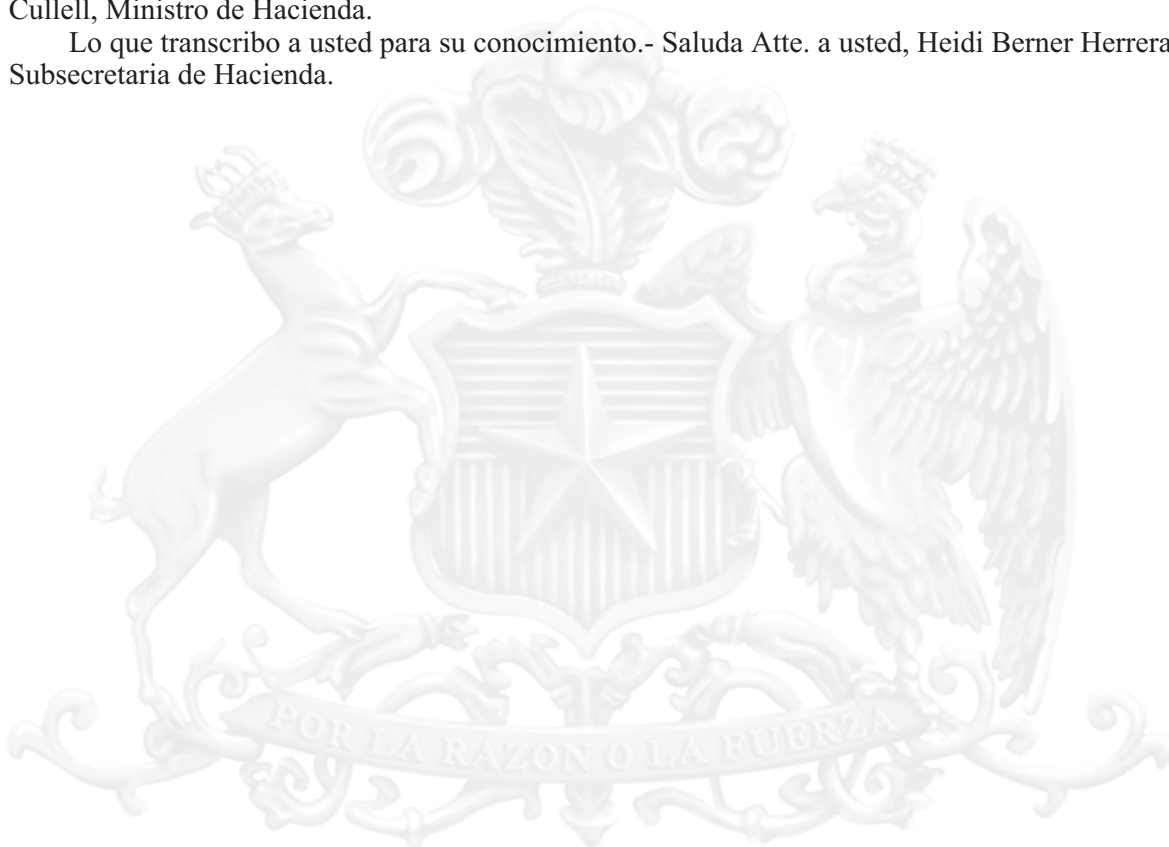 Cullell, Ministro de Hacienda.
Lo que transcribo a usted para su conocimiento.- Saluda Atte. a usted, Heidi Berner Herrera
Subsecretaria de Hacienda.
POR LA RAZON O LA FUERZA